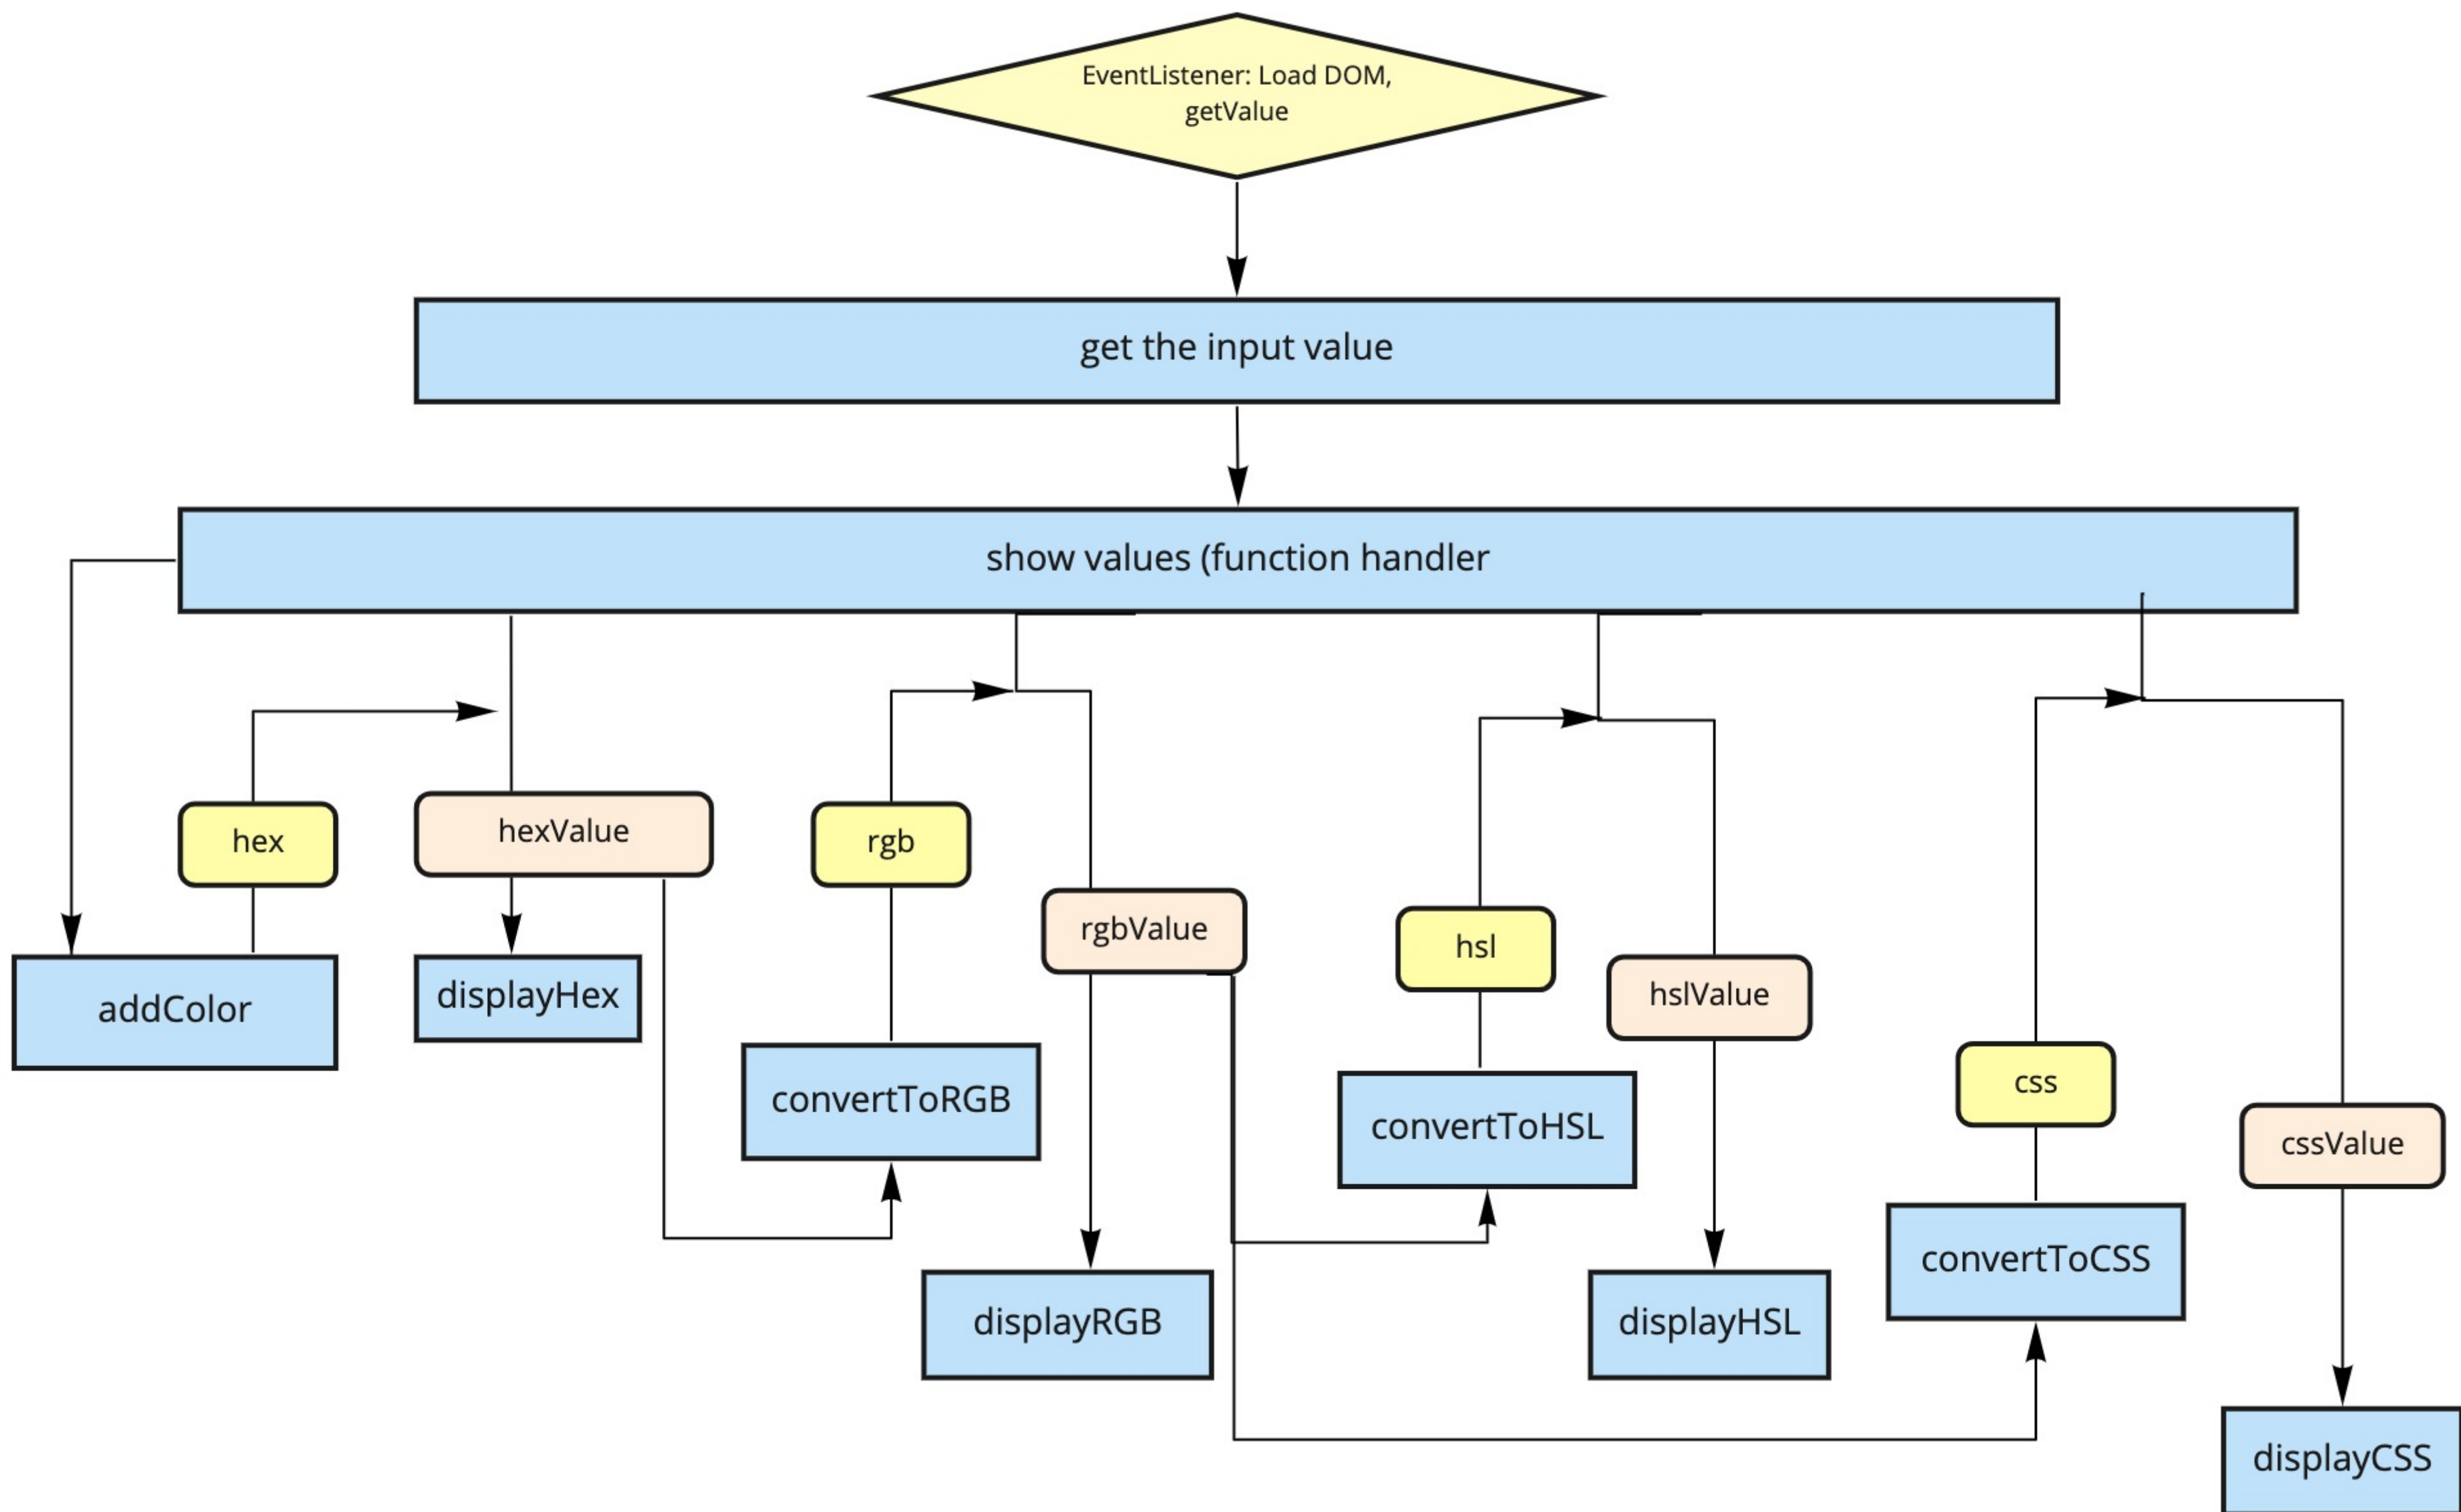 EventListener: Load DOM,
getValue
get the input value
show values (function handler
hex
hexValue
rgb
rgbValue
hsl
hslValue
css
cssValue
addColor
displayHex
convertToRGB
convertToHSL
convertToCSS
displayRGB
displayHSL
displayCSS